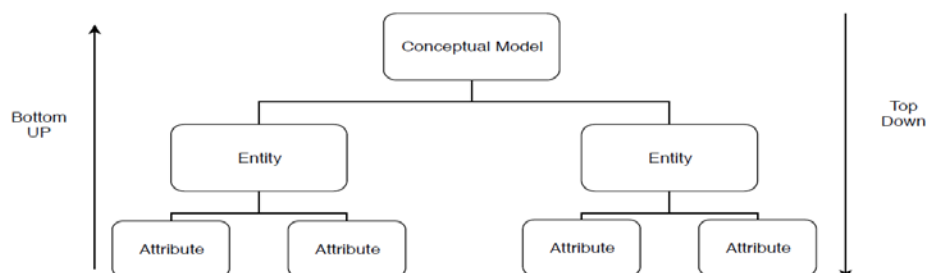 Conceptual Model
Bottom
UP
Top
Down
Entity
Entity
Attribute
Attribute
Attribute
Attribute